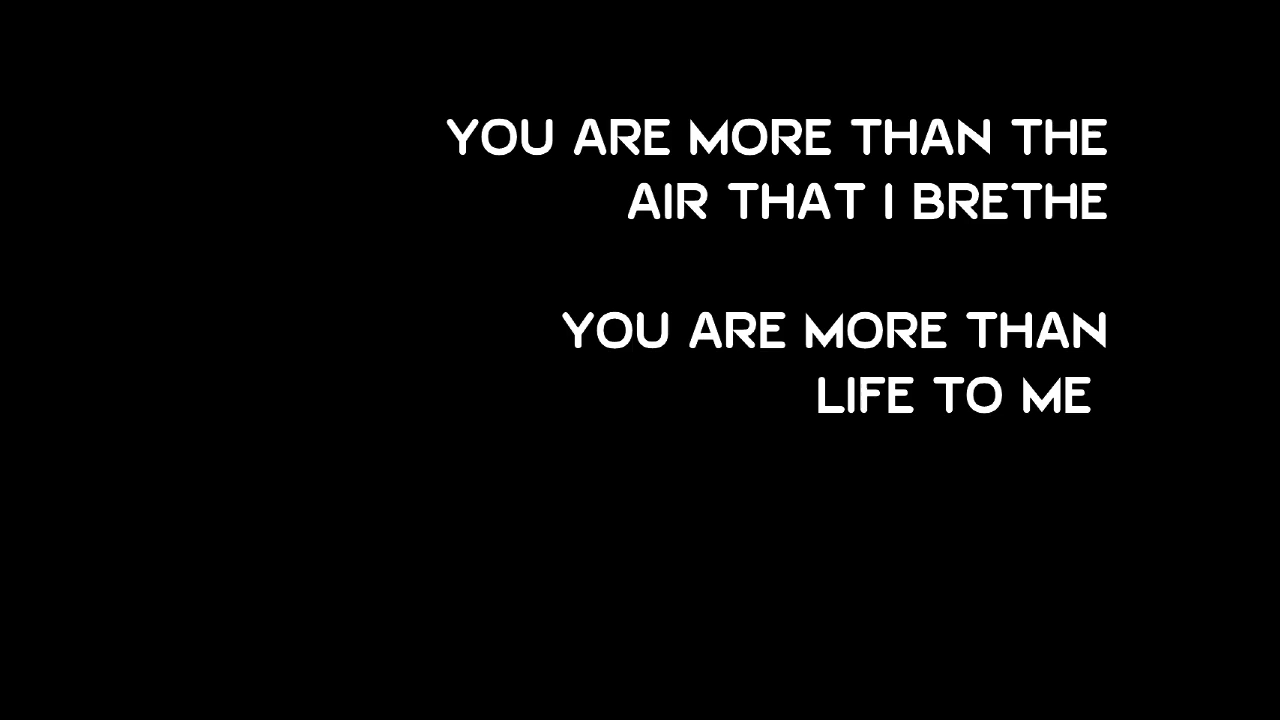 YOU ARE MORE THAN THE
AIR THAT I BRETHE
YOU ARE MORE THAN
LIFE TO ME